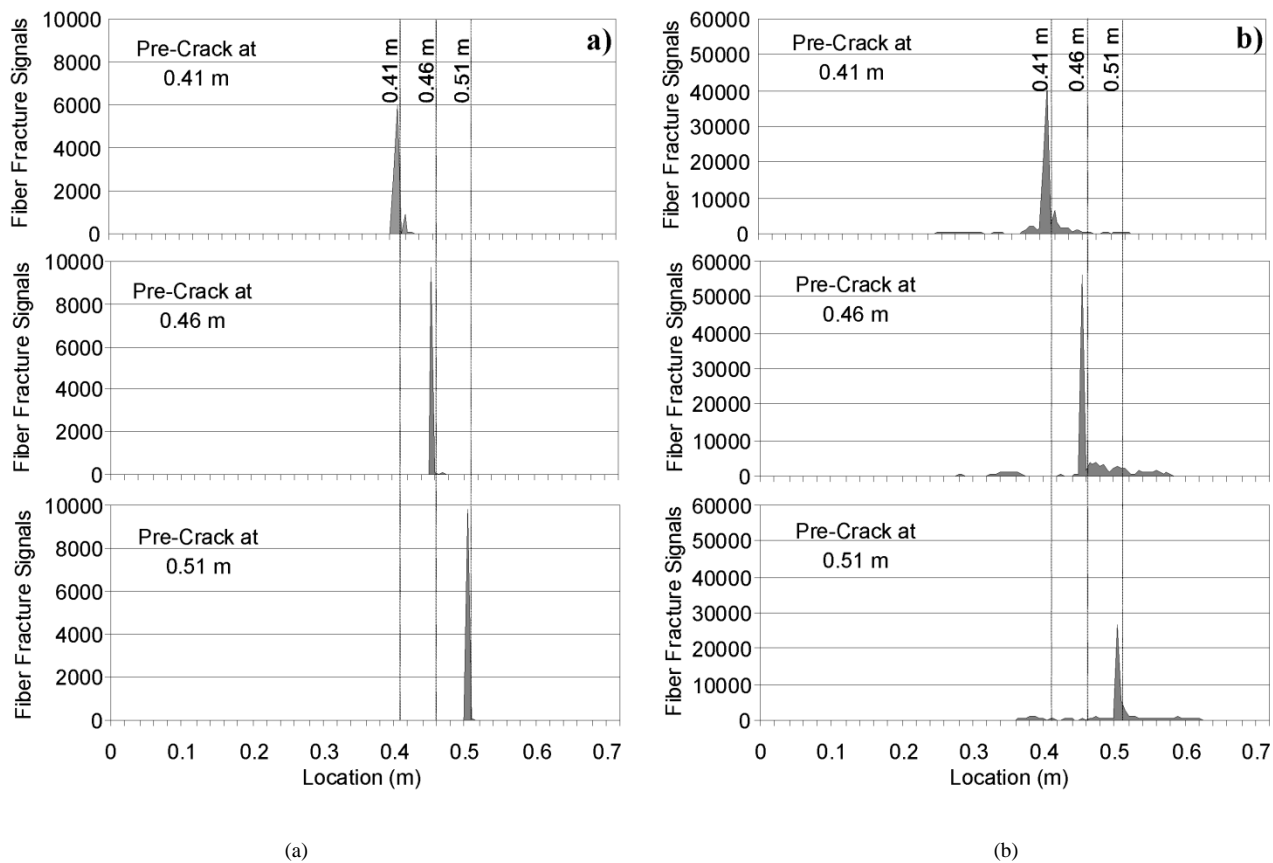 a)
Fiber Fracture Signals
10000
8000
6000
4000
2000
0
Pre-Crack at
0.41 m
0.41 m
0.46 m
0.51 m
Fiber Fracture Signals
10000
8000
6000
4000
2000
0
Pre-Crack at
0.46 m
Fiber Fracture Signals
10000
8000
6000
4000
2000
0
Pre-Crack at
0.51 m
0 0.1 0.2 0.3 0.4 0.5 0.6 0.7
Location (m)
(a)
b)
Fiber Fracture Signals
60000
50000
40000
30000
20000
10000
0
Pre-Crack at
0.41 m
0.41 m
0.46 m
0.51 m
Fiber Fracture Signals
60000
50000
40000
30000
20000
10000
0
Pre-Crack at
0.46 m
Fiber Fracture Signals
60000
50000
40000
30000
20000
10000
0
Pre-Crack at
0.51 m
0 0.1 0.2 0.3 0.4 0.5 0.6 0.7
Location (m)
(b)